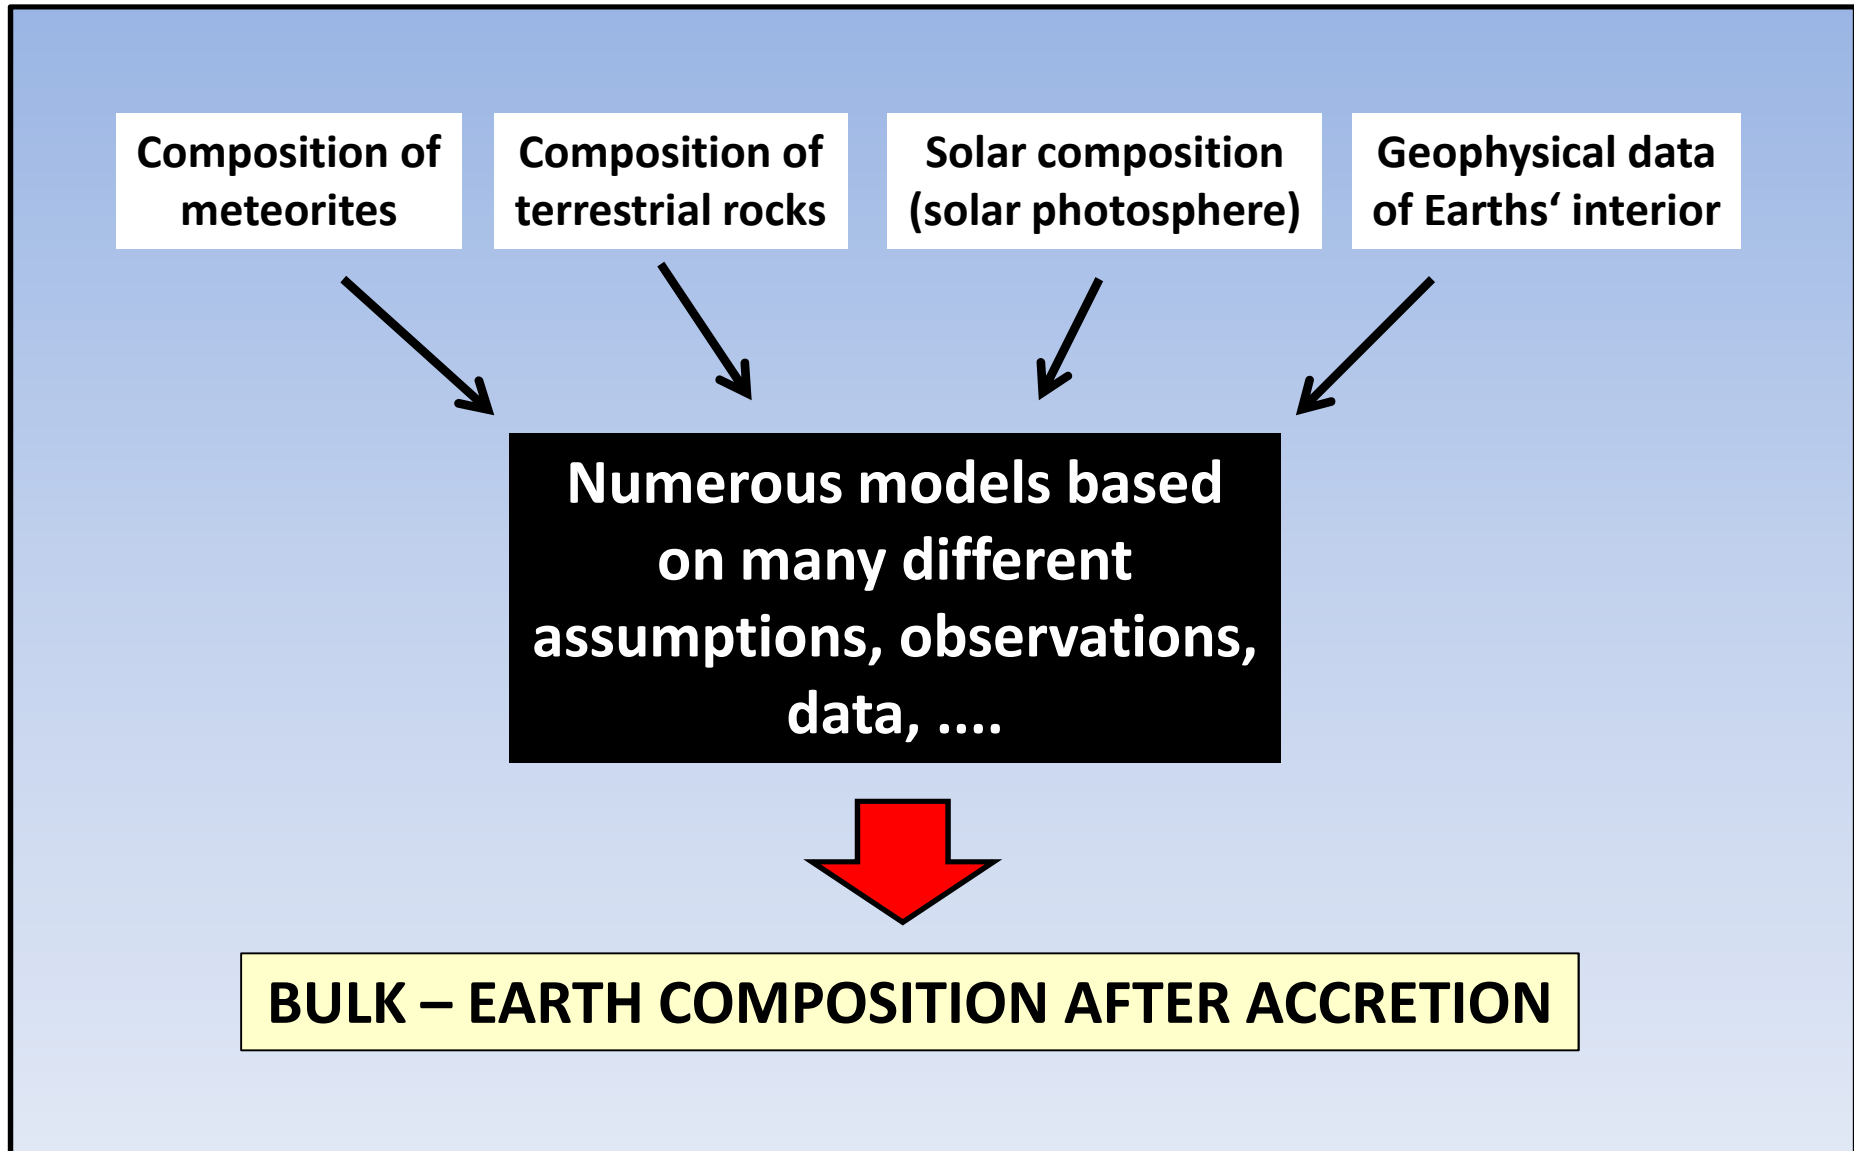 Composition of
meteorites
Composition of
terrestrial rocks
Solar composition
(solar photosphere)
Geophysical data
of Earths‘ interior
Numerous models based
on many different
assumptions, observations,
data, ....
BULK – EARTH COMPOSITION AFTER ACCRETION